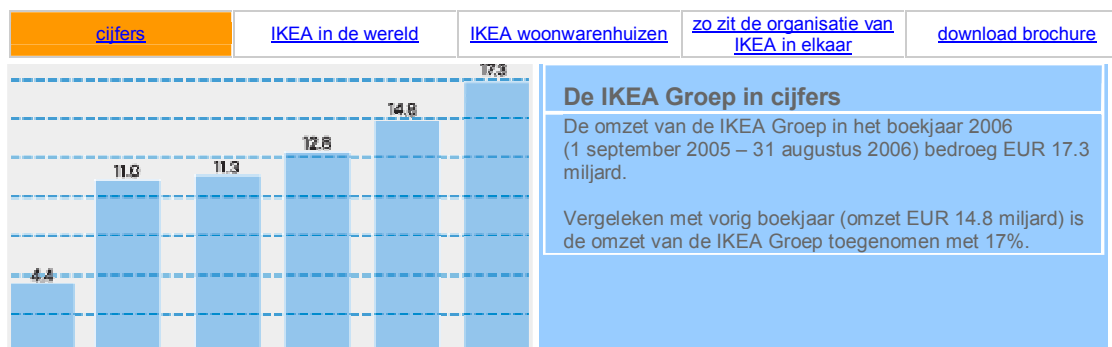 cijfers
IKEA in de wereld
IKEA woonwarenhuizen
zo zit de organisatie van
IKEA in elkaar
download brochure
17.3
14.8
12.8
11.3
11.0
4.4
De IKEA Groep in cijfers
De omzet van de IKEA Groep in het boekjaar 2006
(1 september 2005 – 31 augustus 2006) bedroeg EUR 17.3
miljard.
Vergeleken met vorig boekjaar (omzet EUR 14.8 miljard) is
de omzet van de IKEA Groep toegenomen met 17%.